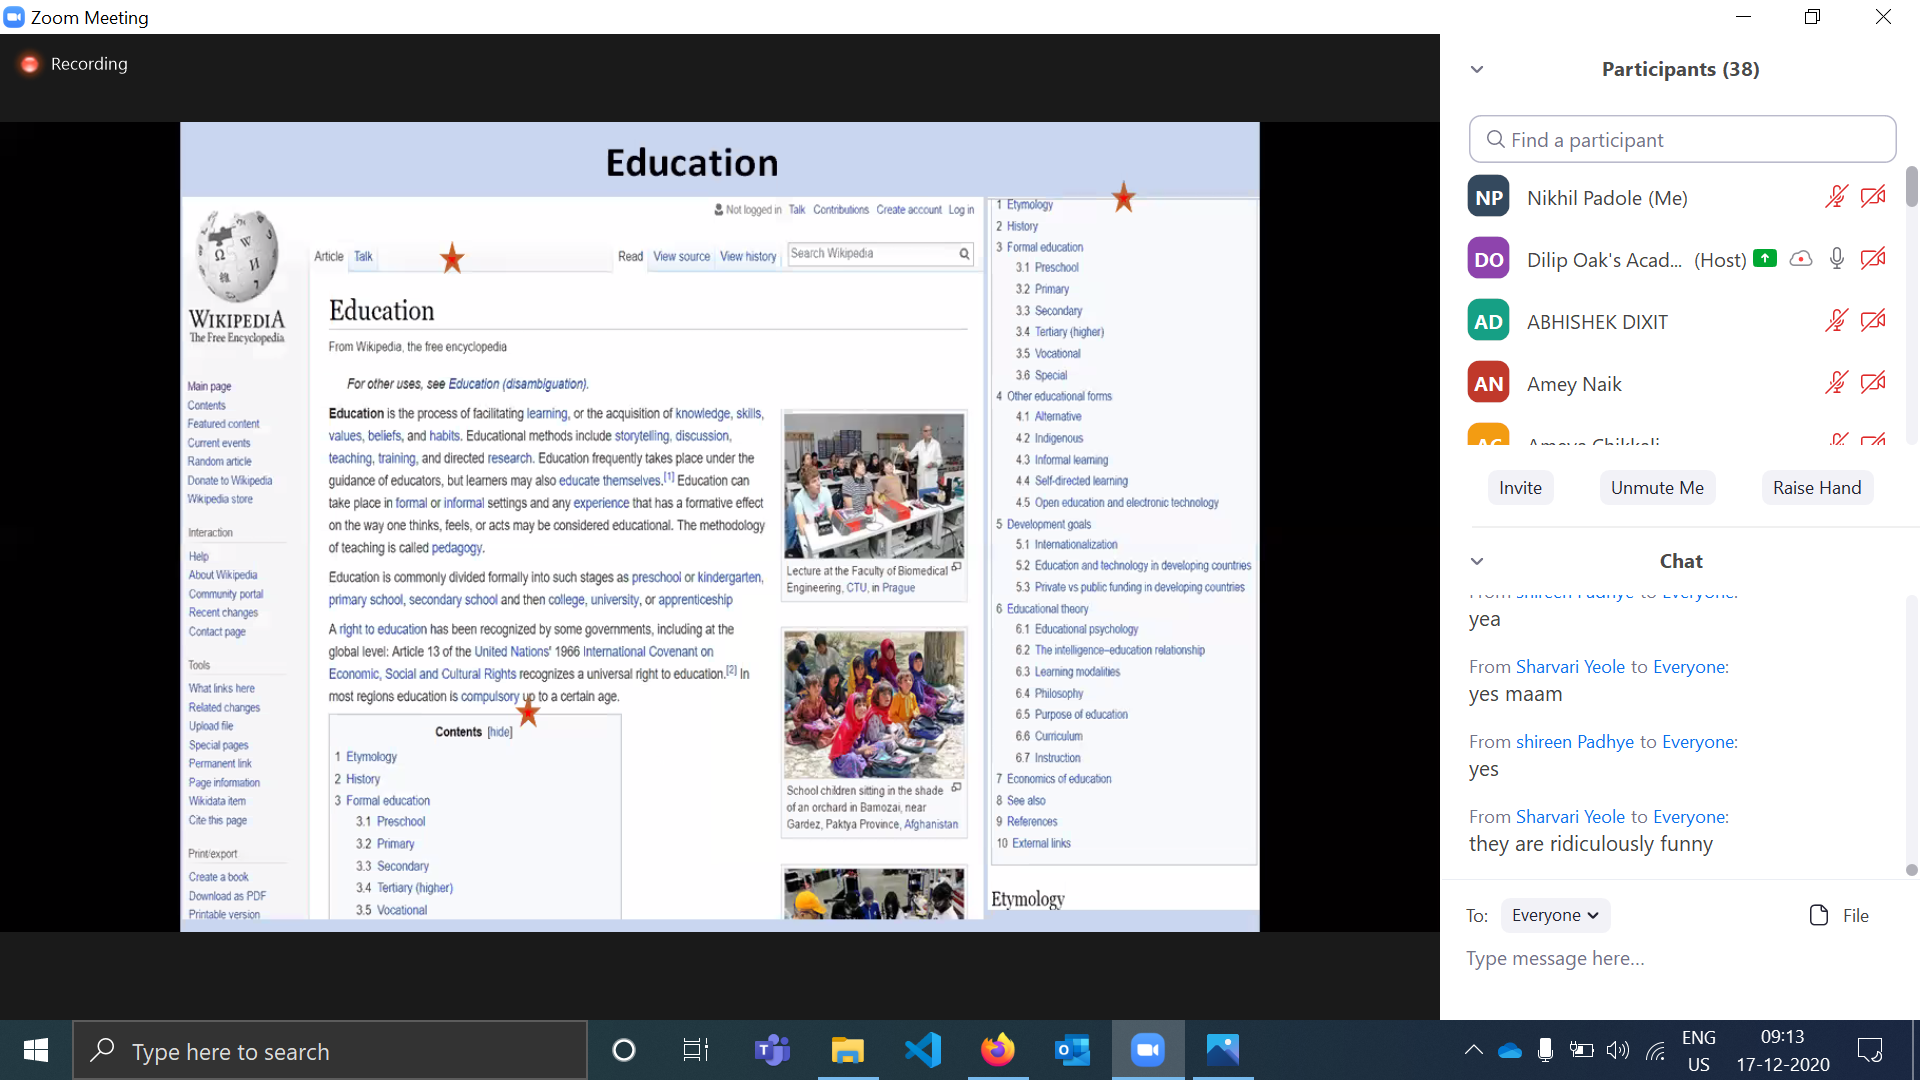 Zoom Meeting
Recording
Education
Not logged in Talk Contributions Create account Log in
Article Talk
Read View source View history Search Wikipedia
WIKIPEDIA
The Free Encyclopedia
Main page
Contents
Featured content
Current events
Random article
Donate to Wikipedia
Wikipedia store
Interaction
Help
About Wikipedia
Community portal
Recent changes
Contact page
Tools
What links here
Related changes
Upload file
Special pages
Permanent link
Page information
Wikidata item
Cite this page
Print/export
Create a book
Download as PDF
Printable version
Education
From Wikipedia, the free encyclopedia
For other uses, see Education (disambiguation).
Education is the process of facilitating learning, or the acquisition of knowledge, skills,
values, beliefs, and habits. Educational methods include storytelling, discussion,
teaching, training, and directed research. Education frequently takes place under the
guidance of educators, but learners may also educate themselves.[1] Education can
take place in formal or informal settings and any experience that has a formative effect
on the way one thinks, feels, or acts may be considered educational. The methodology
of teaching is called pedagogy.
Education is commonly divided formally into such stages as preschool or kindergarten,
primary school, secondary school and then college, university, or apprenticeship
A right to education has been recognized by some governments, including at the
global level: Article 13 of the United Nations' 1966 International Covenant on
Economic, Social and Cultural Rights recognizes a universal right to education.[2] In
most regions education is compulsory up to a certain age.
Contents [hide]
1 Etymology
2 History
3 Formal education
3.1 Preschool
3.2 Primary
3.3 Secondary
3.4 Tertiary (higher)
3.5 Vocational
Lecture at the Faculty of Biomedical
Engineering, CTU, in Prague
School children sitting in the shade
of an orchard in Bamozai, near
Gardez, Paktya Province, Afghanistan
1 Etymology
2 History
3 Formal education
3.1 Preschool
3.2 Primary
3.3 Secondary
3.4 Tertiary (higher)
3.5 Vocational
3.6 Special
4 Other educational forms
4.1 Alternative
4.2 Indigenous
4.3 Informal learning
4.4 Self-directed learning
4.5 Open education and electronic technology
5 Development goals
5.1 Internationalization
5.2 Education and technology in developing countries
5.3 Private vs public funding in developing countries
6 Educational theory
6.1 Educational psychology
6.2 The intelligence–education relationship
6.3 Learning modalities
6.4 Philosophy
6.5 Purpose of education
6.6 Curriculum
6.7 Instruction
7 Economics of education
8 See also
9 References
10 External links
Etymology
Participants (38)
Find a participant
NP Nikhil Padole (Me)
DO Dilip Oak's Acad... (Host)
AD ABHISHEK DIXIT
AN Amey Naik
Invite Unmute Me Raise Hand
Chat
From shireen Padhye to Everyone:
yea
From Sharvari Yeole to Everyone:
yes maam
From shireen Padhye to Everyone:
yes
From Sharvari Yeole to Everyone:
they are ridiculously funny
To: Everyone File
Type message here...
Type here to search
ENG
US
09:13
17-12-2020